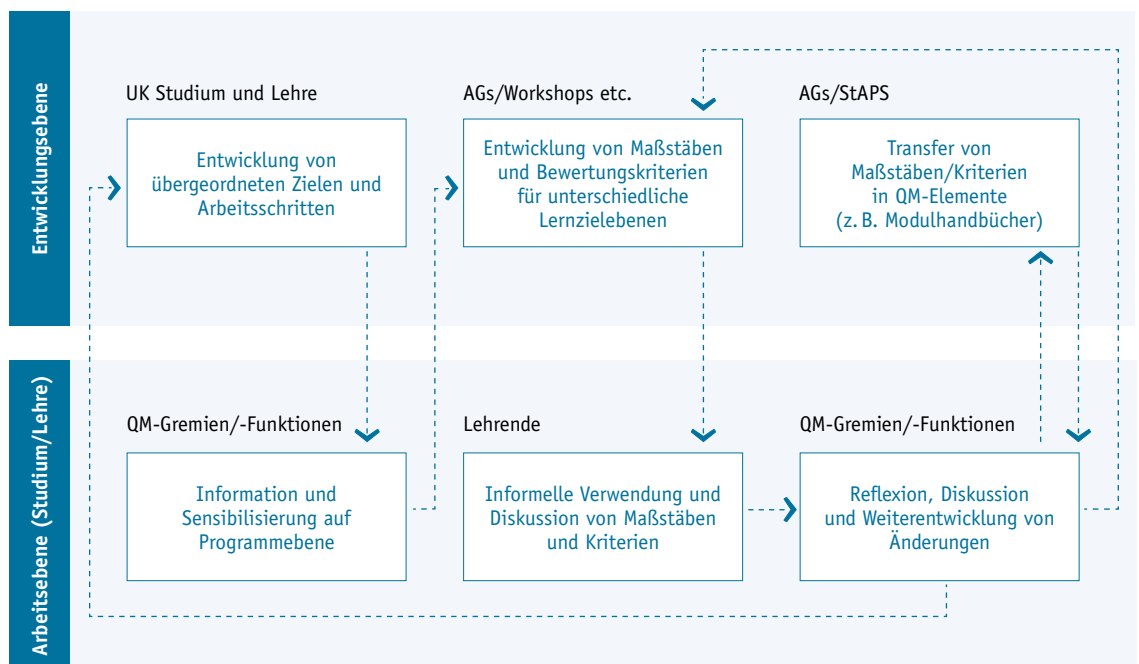 Entwicklungsebene
UK Studium und Lehre
Entwicklung von
übergeordneten Zielen und
Arbeitsschritten
AGs/Workshops etc.
Entwicklung von Maßstäben
und Bewertungskriterien
für unterschiedliche
Lernzielebenen
AGs/StAPS
Transfer von
Maßstäben/Kriterien
in QM-Elemente
(z. B. Modulhandbücher)
Arbeitsebene (Studium/Lehre)
QM-Gremien/-Funktionen
Information und
Sensibilisierung auf
Programmebene
Lehrende
Informelle Verwendung und
Diskussion von Maßstäben
und Kriterien
QM-Gremien/-Funktionen
Reflexion, Diskussion
und Weiterentwicklung von
Änderungen